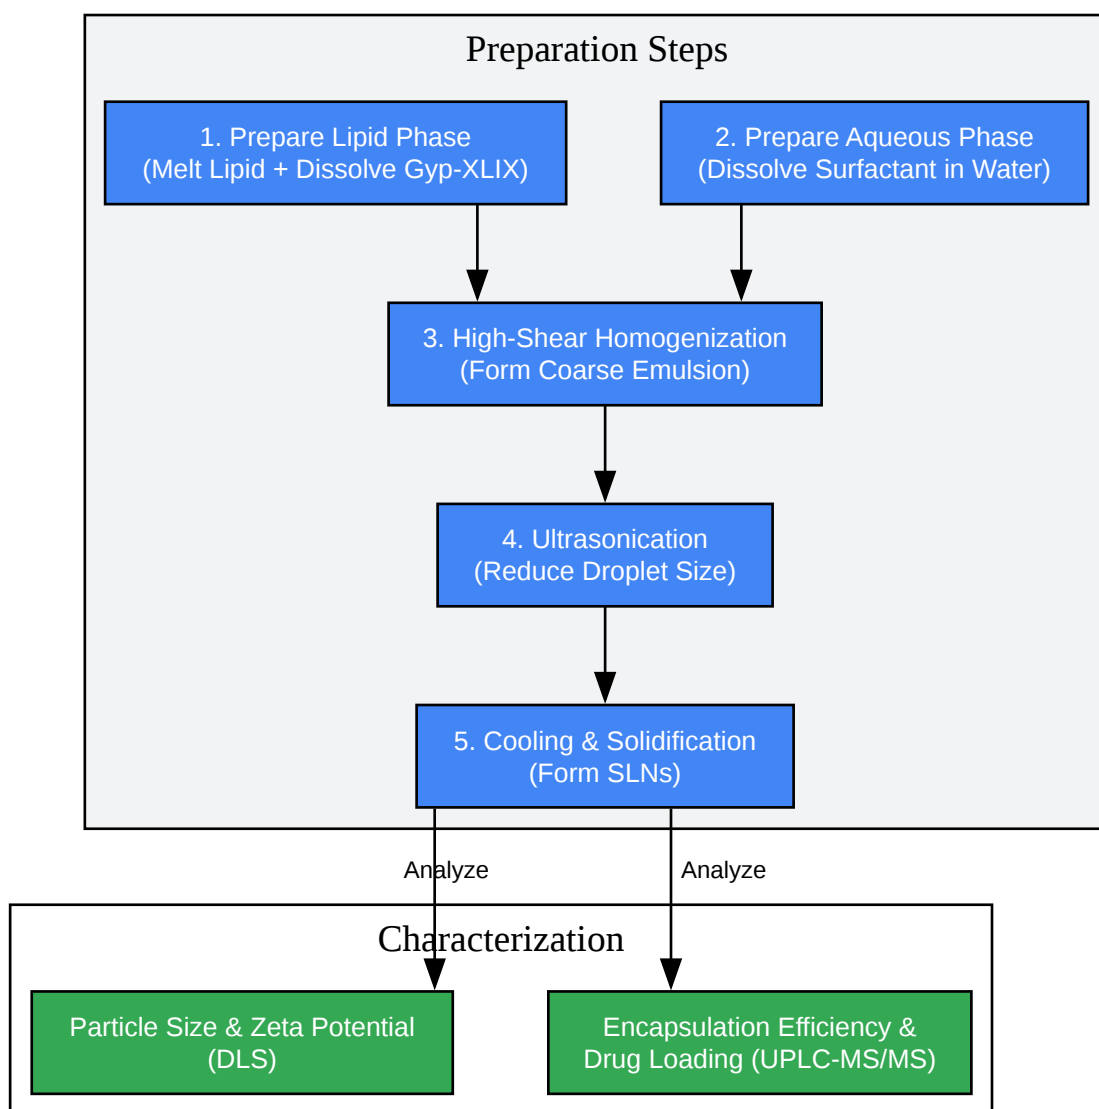 Preparation Steps
1. Prepare Lipid Phase
(Melt Lipid + Dissolve Gyp-XLIX)
2. Prepare Aqueous Phase
(Dissolve Surfactant in Water)
3. High-Shear Homogenization
(Form Coarse Emulsion)
4. Ultrasonication
(Reduce Droplet Size)
5. Cooling & Solidification
(Form SLNs)
Analyze
Analyze
Characterization
Particle Size & Zeta Potential
(DLS)
Encapsulation Efficiency &
Drug Loading (UPLC-MS/MS)